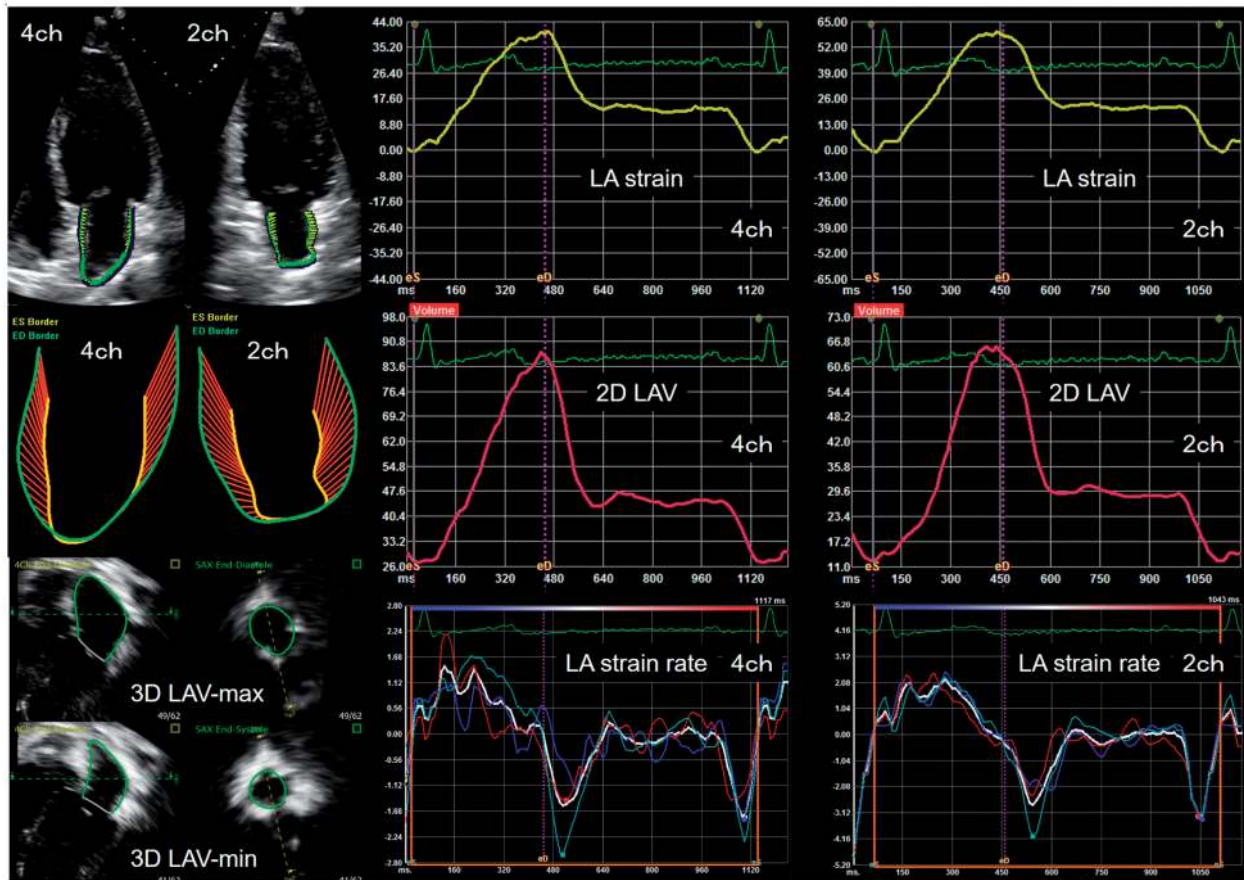 4ch 2ch
44.00
35.20
26.40
17.60
8.80
0.00
-8.80
-17.60
-26.40
-35.20
-44.00
LA strain
4ch
eS eD
ms 160 320 480 640 800 960 1110
65.00
52.00
39.00
26.00
13.00
0.00
-13.00
-26.00
-39.00
-52.00
-65.00
LA strain
2ch
eS eD
ms 150 300 450 600 750 900 1050
ES Border
ED Border
4ch
ES Border
ED Border
2ch
Volume
98.0
90.8
83.6
76.4
69.2
62.0
54.8
47.6
40.4
33.2
26.0
2D LAV
4ch
eS eD
ms 160 320 480 640 800 960 1110
Volume
73.0
66.8
60.6
54.4
48.2
42.0
35.8
29.6
23.4
17.2
11.0
2D LAV
2ch
eS eD
ms 150 300 450 600 750 900 1050
SAX End-Diastole
3D LAV-max
49/62 49/62
SAX End-Systole
3D LAV-min
1117 ms
2.80
2.24
1.68
1.12
0.56
0.00
-0.56
-1.12
-1.68
-2.24
-2.80
LA strain rate 4ch
eD
ms. 160 320 480 640 800 960 1110
1043 ms
5.20
4.16
3.12
2.08
1.04
0.00
-1.04
-2.08
-3.12
-4.16
-5.20
LA strain rate 2ch
eD
ms. 150 300 450 600 750 900 1050